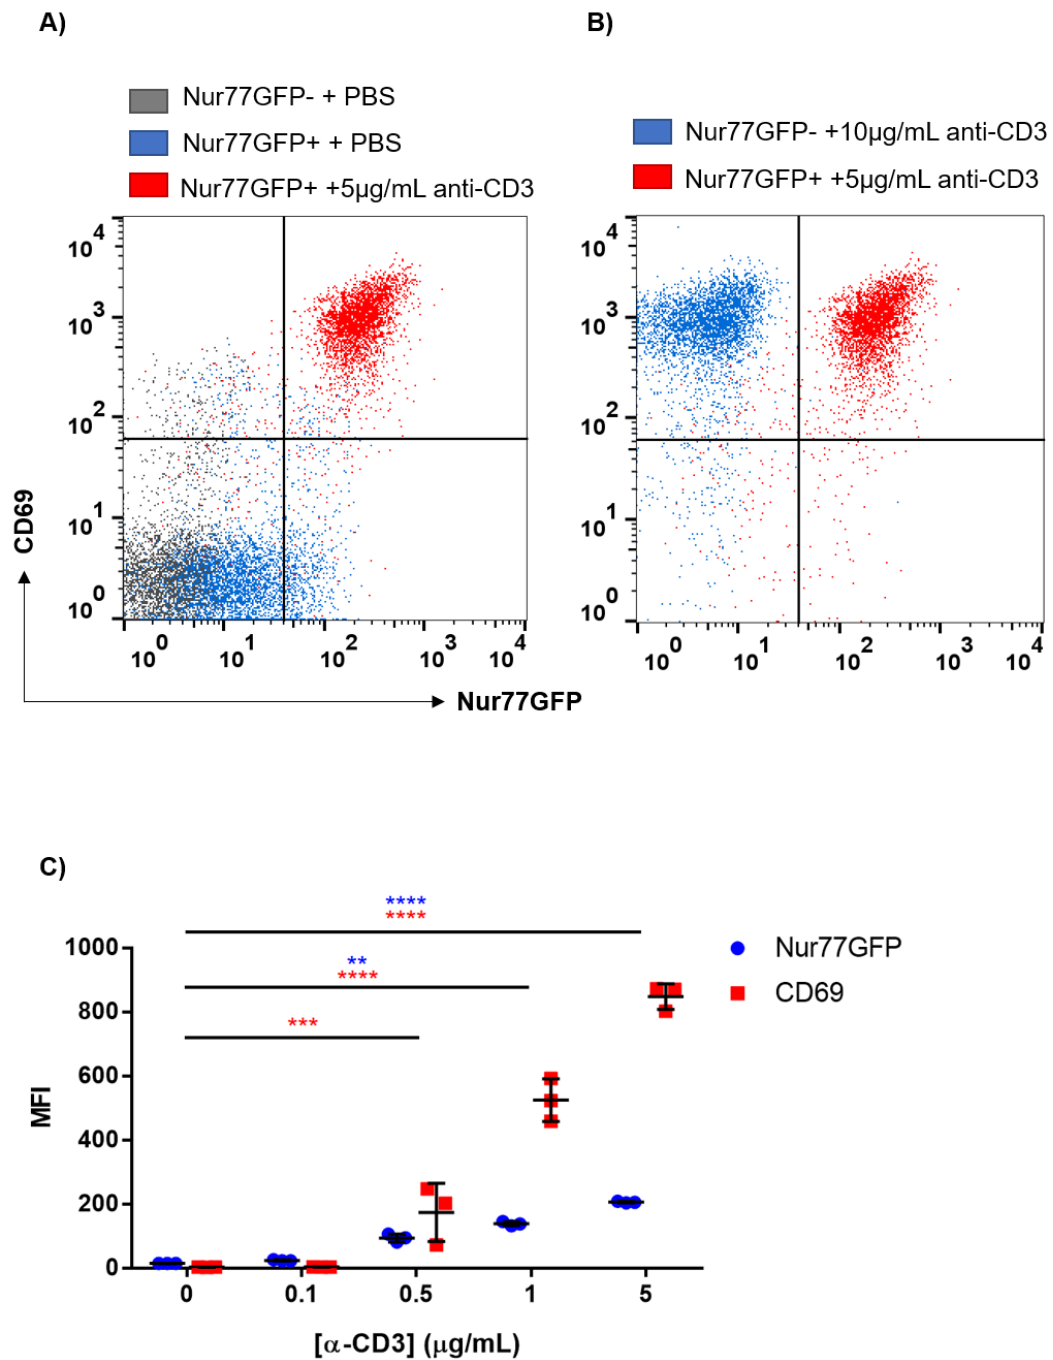 A)
Nur77GFP- + PBS
Nur77GFP+ + PBS
Nur77GFP+ +5µg/mL anti-CD3
10^4
10^3
10^2
10^1
10^0
10^0 10^1 10^2 10^3 10^4
CD69
Nur77GFP
B)
Nur77GFP- +10µg/mL anti-CD3
Nur77GFP+ +5µg/mL anti-CD3
10^4
10^3
10^2
10^1
10^0
10^0 10^1 10^2 10^3 10^4
C)
****
****
**
****
***
Nur77GFP
CD69
1000
800
600
400
200
0
MFI
0 0.1 0.5 1 5
[α-CD3] (μg/mL)